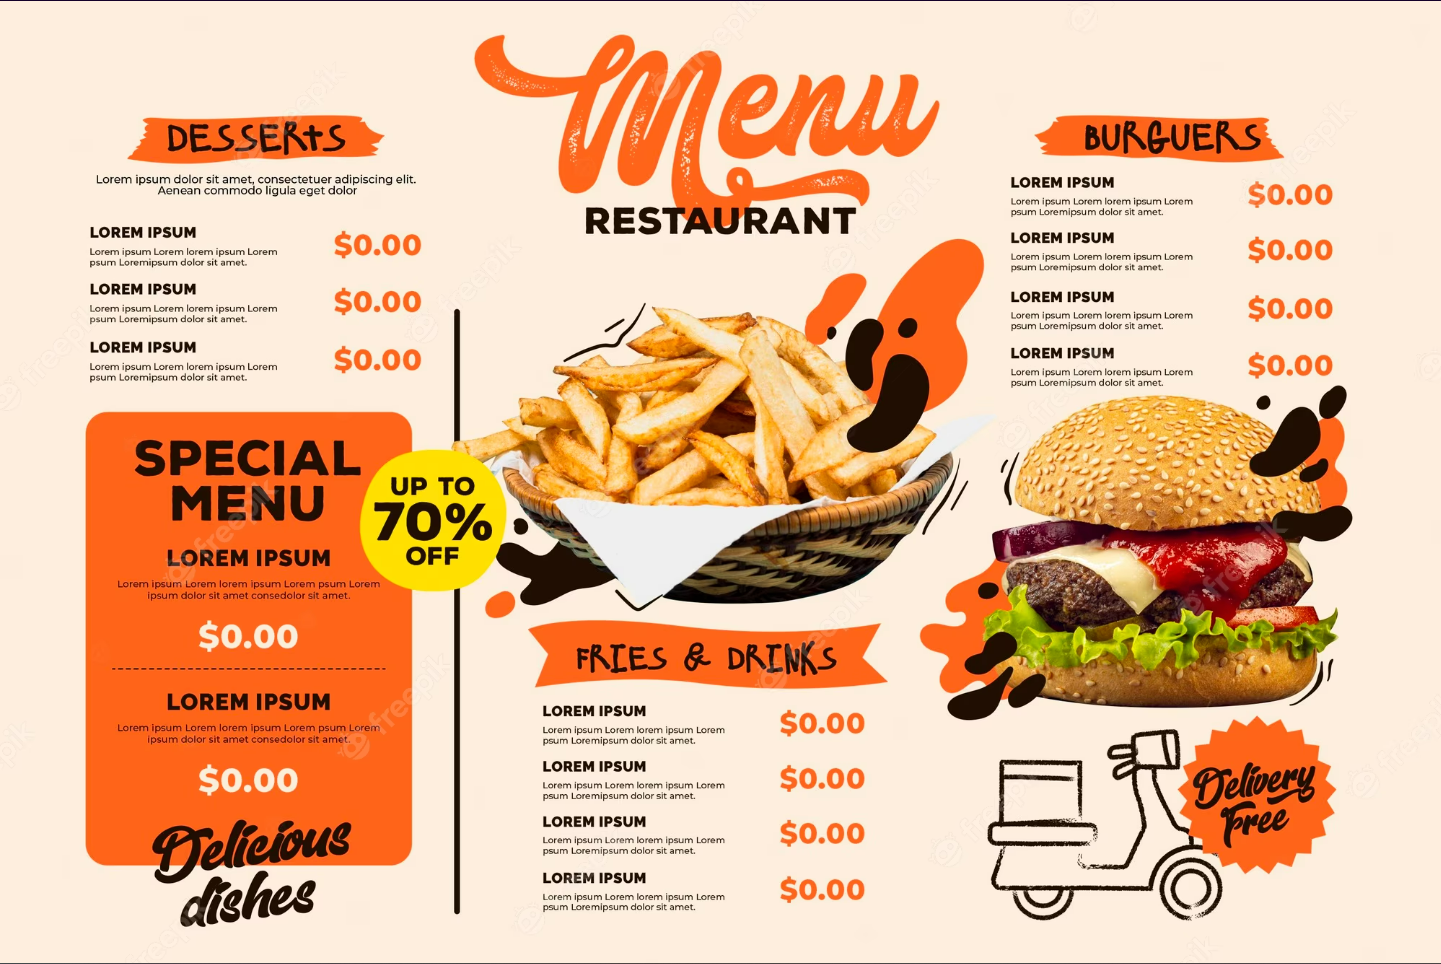 Menu
RESTAURANT
DESSERTS
Lorem ipsum dolor sit amet, consectetuer adipiscing elit.
Aenean commodo ligula eget dolor
LOREM IPSUM
Lorem ipsum Lorem lorem ipsum Lorem
psum Loremipsum dolor sit amet.
$0.00
LOREM IPSUM
Lorem ipsum Lorem lorem ipsum Lorem
psum Loremipsum dolor sit amet.
$0.00
LOREM IPSUM
Lorem ipsum Lorem lorem ipsum Lorem
psum Loremipsum dolor sit amet.
$0.00
SPECIAL
MENU
UP TO
70%
OFF
LOREM IPSUM
Lorem ipsum Lorem lorem ipsum Lorem psum Lorem
ipsum dolor sit amet consedolor sit amet.
$0.00
LOREM IPSUM
Lorem ipsum Lorem lorem ipsum Lorem psum Lorem
ipsum dolor sit amet consedolor sit amet.
$0.00
Delicious
dishes
FRIES & DRINKS
LOREM IPSUM
Lorem ipsum Lorem lorem ipsum Lorem
psum Loremipsum dolor sit amet.
$0.00
LOREM IPSUM
Lorem ipsum Lorem lorem ipsum Lorem
psum Loremipsum dolor sit amet.
$0.00
LOREM IPSUM
Lorem ipsum Lorem lorem ipsum Lorem
psum Loremipsum dolor sit amet.
$0.00
LOREM IPSUM
Lorem ipsum Lorem lorem ipsum Lorem
psum Loremipsum dolor sit amet.
$0.00
BURGUERS
LOREM IPSUM
Lorem ipsum Lorem lorem ipsum Lorem
psum Loremipsum dolor sit amet.
$0.00
LOREM IPSUM
Lorem ipsum Lorem lorem ipsum Lorem
psum Loremipsum dolor sit amet.
$0.00
LOREM IPSUM
Lorem ipsum Lorem lorem ipsum Lorem
psum Loremipsum dolor sit amet.
$0.00
LOREM IPSUM
Lorem ipsum Lorem lorem ipsum Lorem
psum Loremipsum dolor sit amet.
$0.00
Delivery
Free
freepik